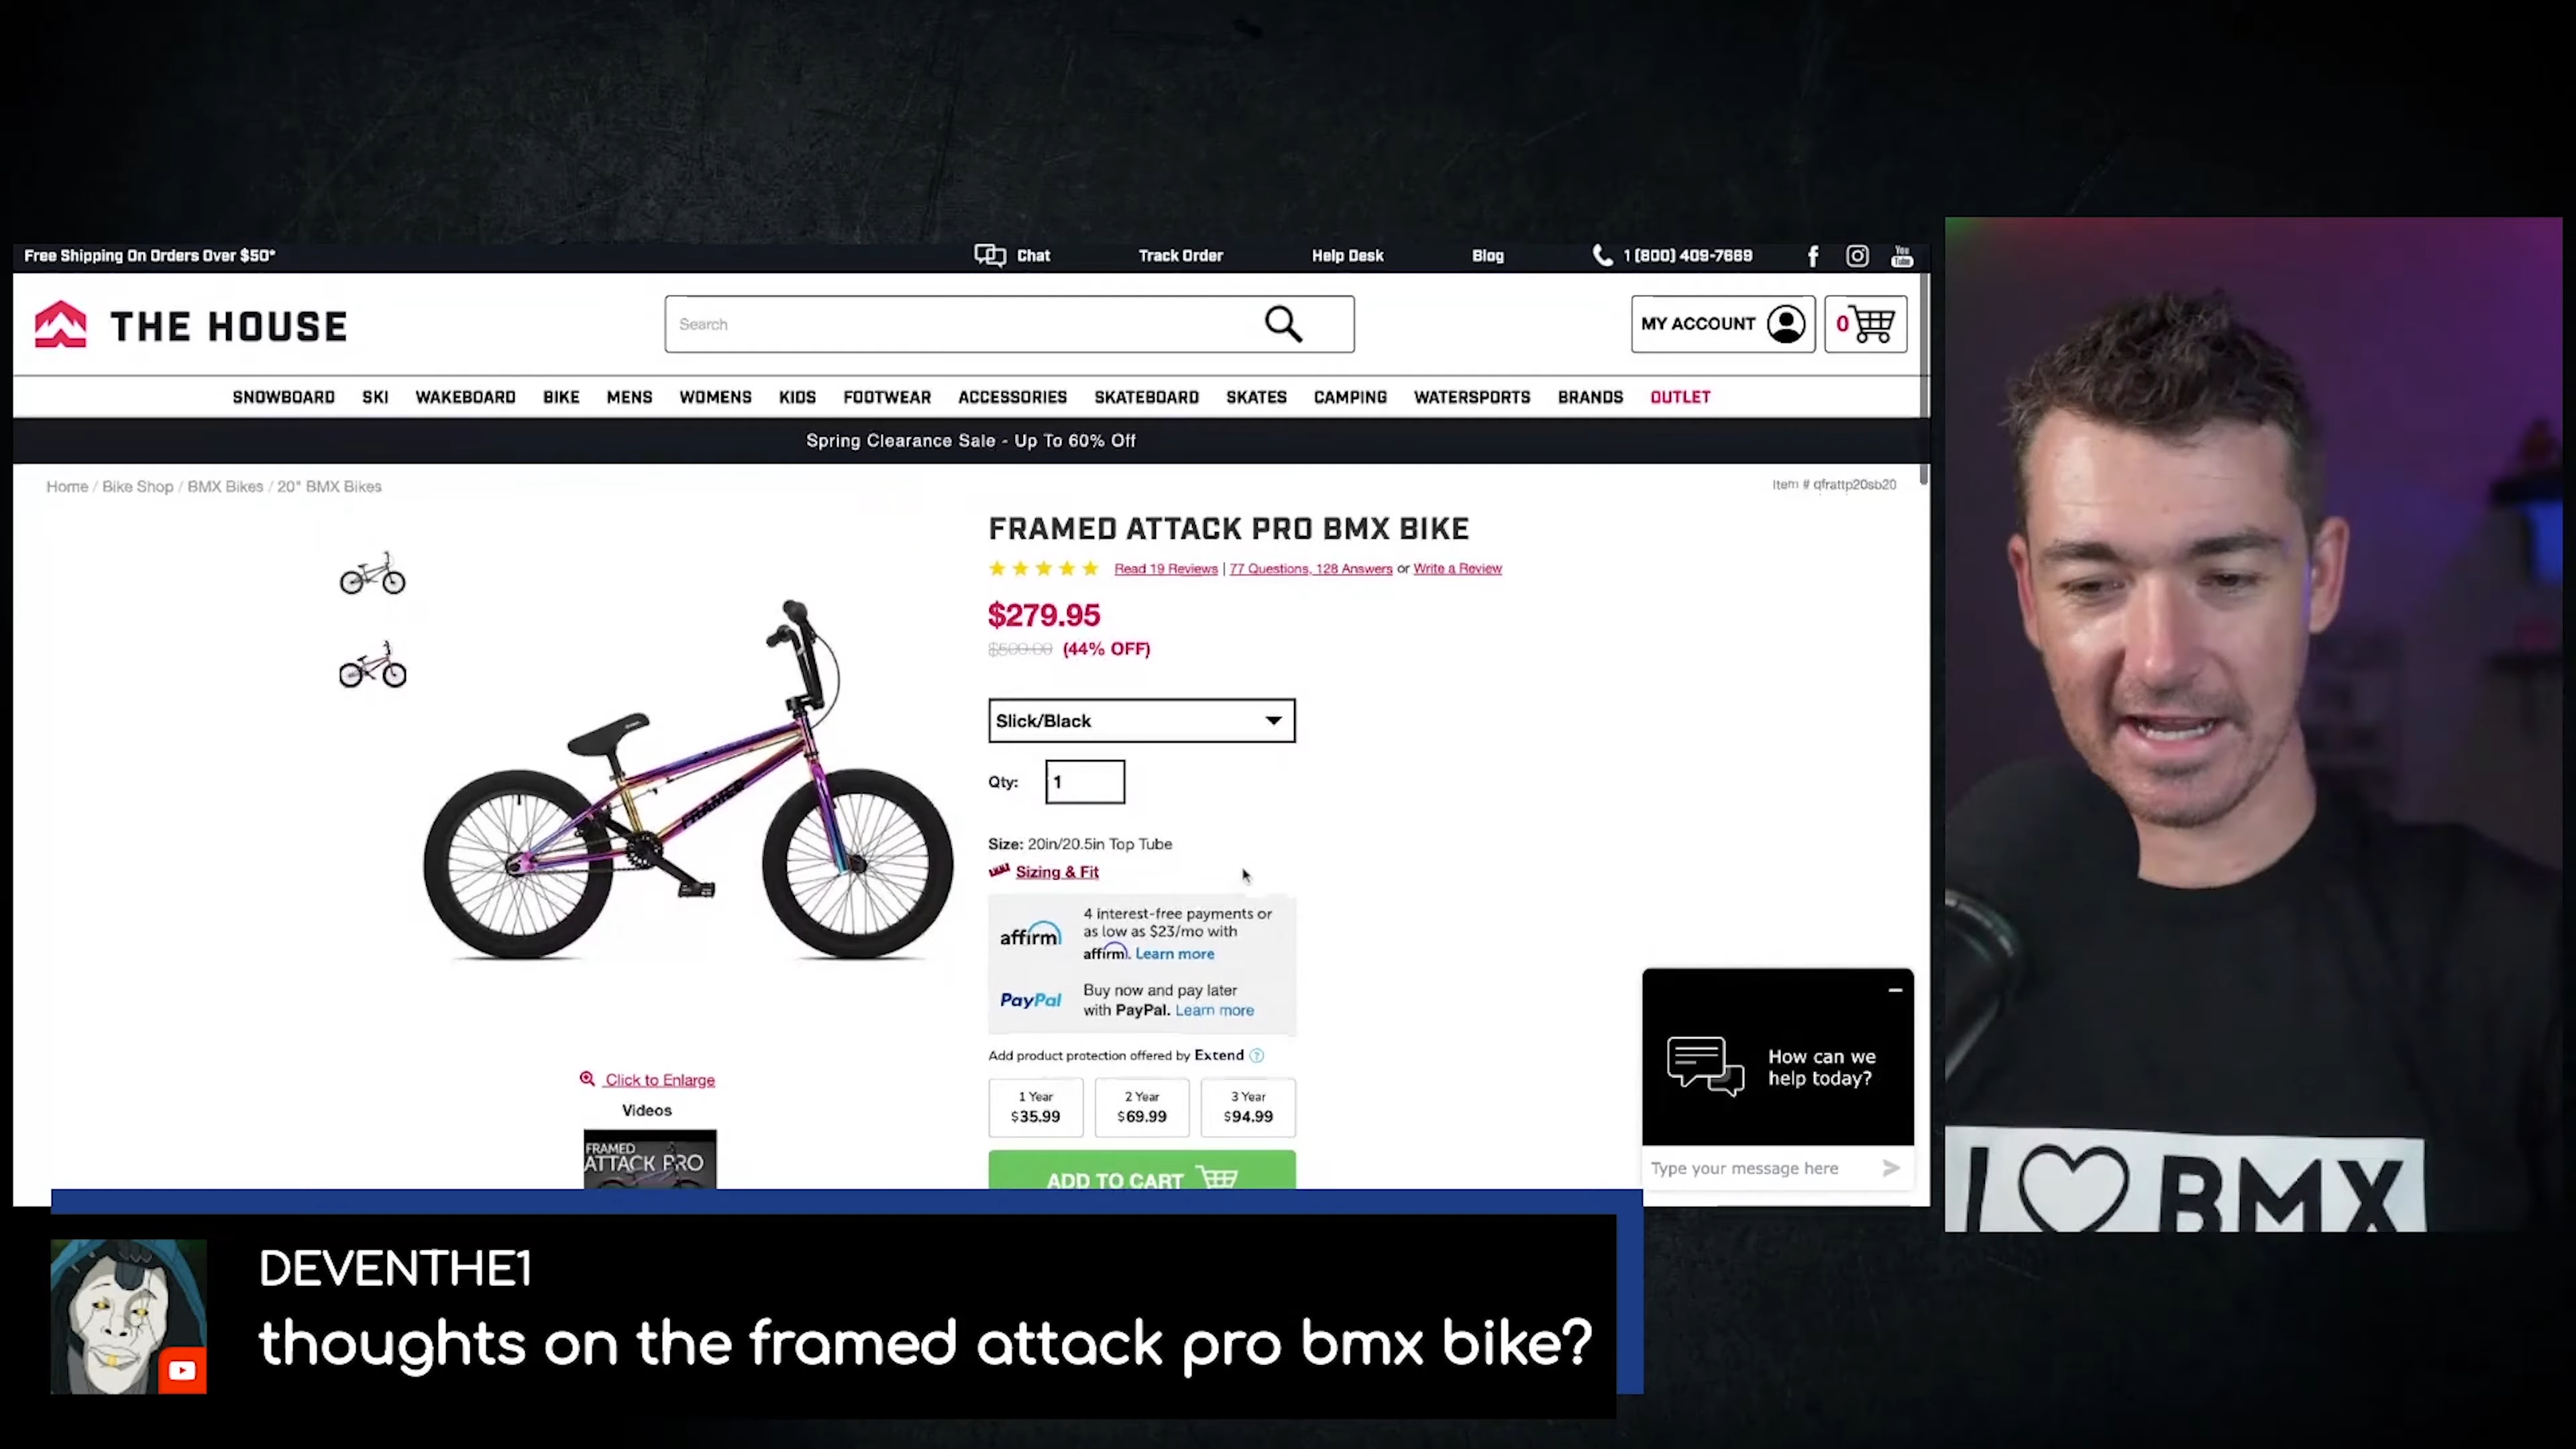 Free Shipping On Orders Over $50*
Chat
Track Order
Help Desk
Blog
1 (800) 409-7669
You
Tube
THE HOUSE
Search
MY ACCOUNT
0
SNOWBOARD SKI WAKEBOARD BIKE MENS WOMENS KIDS FOOTWEAR ACCESSORIES SKATEBOARD SKATES CAMPING WATERSPORTS BRANDS OUTLET
Spring Clearance Sale - Up To 60% Off
Home / Bike Shop / BMX Bikes / 20" BMX Bikes
Item # qfrattp20sb20
FRAMED ATTACK PRO BMX BIKE
Read 19 Reviews | 77 Questions, 128 Answers or Write a Review
$279.95
(44% OFF)
Slick/Black
Qty: 1
Size: 20in/20.5in Top Tube
Sizing & Fit
affirm
4 interest-free payments or
as low as $23/mo with
affirm. Learn more
PayPal
Buy now and pay later
with PayPal. Learn more
Add product protection offered by Extend ?
1 Year
$35.99
2 Year
$69.99
3 Year
$94.99
ADD TO CART
FRAMED
Click to Enlarge
Videos
FRAMED
ATTACK PRO
How can we
help today?
Type your message here
I ♡ BMX
DEVENTHE1
thoughts on the framed attack pro bmx bike?